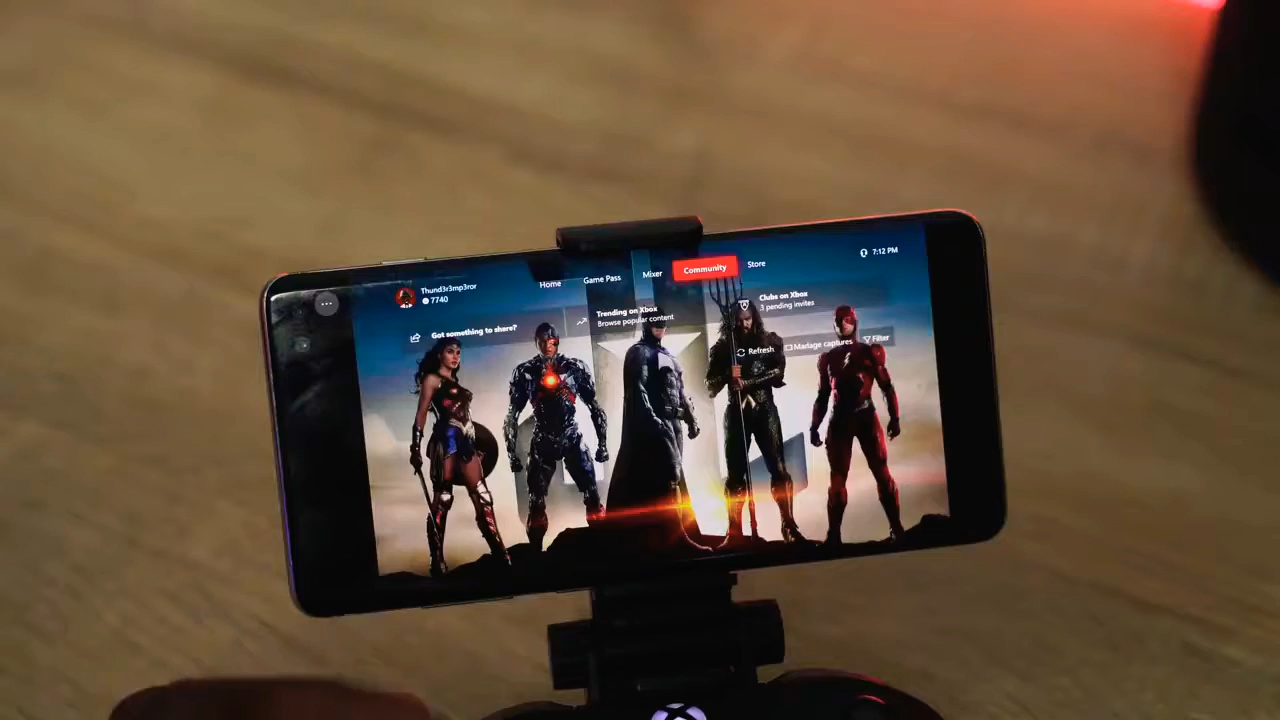 Thund3r3mp3ror
7740
Home
Game Pass
Mixer
Community
Store
7:12 PM
Got something to share?
Trending on Xbox
Browse popular content
Clubs on Xbox
3 pending invites
Refresh
Manage captures
Filter